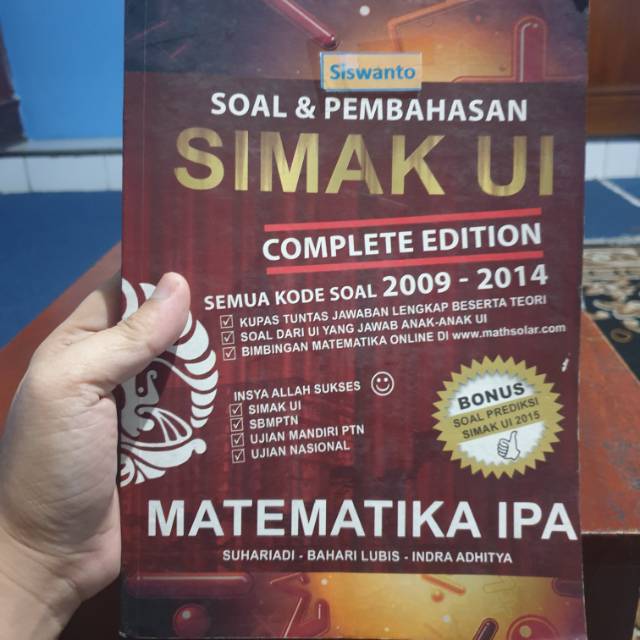 Siswanto
SOAL & PEMBAHASAN
SIMAK UI
COMPLETE EDITION
SEMUA KODE SOAL 2009 - 2014
KUPAS TUNTAS JAWABAN LENGKAP BESERTA TEORI
SOAL DARI UI YANG JAWAB ANAK-ANAK UI
BIMBINGAN MATEMATIKA ONLINE DI www.mathsolar.com
INSYA ALLAH SUKSES
SIMAK UI
SBMPTN
UJIAN MANDIRI PTN
UJIAN NASIONAL
BONUS
SOAL PREDIKSI
SIMAK UI 2015
MATEMATIKA IPA
SUHARIADI - BAHARI LUBIS - INDRA ADHITYA